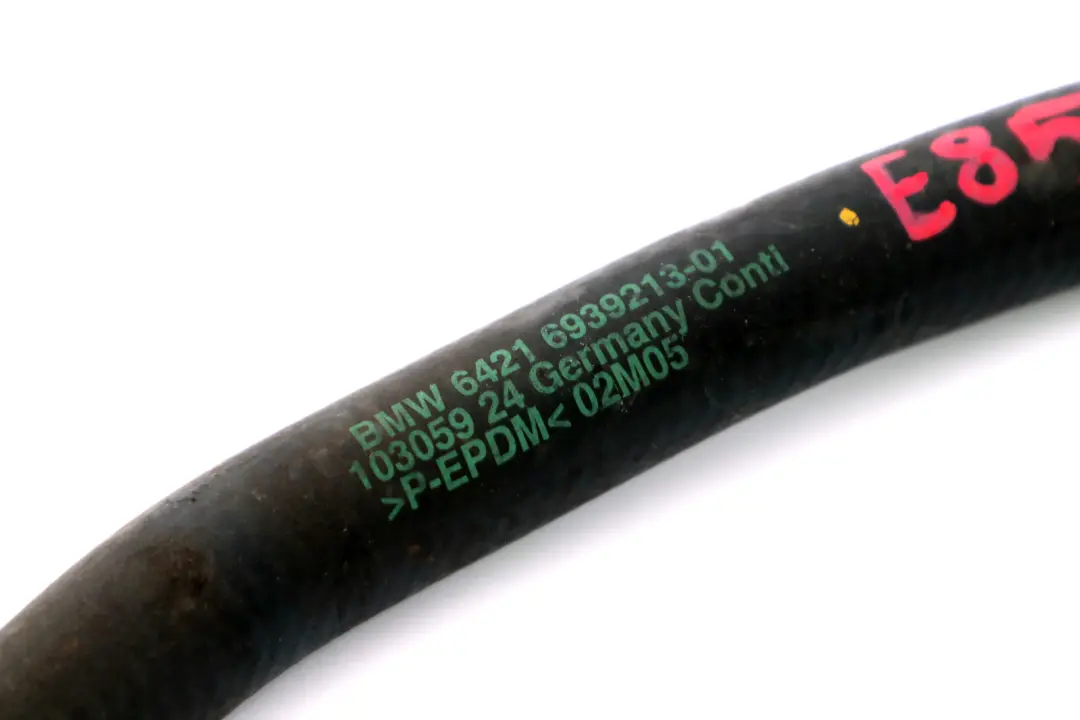 E85
BMW 6421 6939213-01
103059 24 Germany Conti
>P-EPDM< 02M05